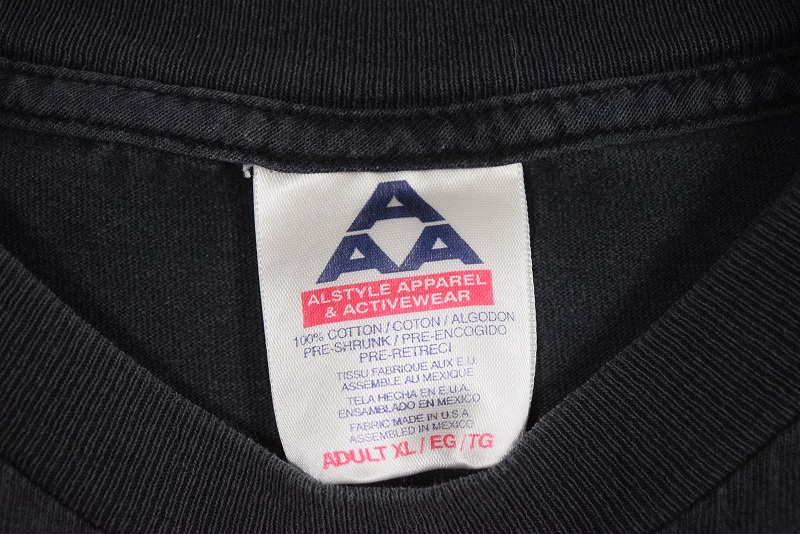 A
AA
ALSTYLE APPAREL
& ACTIVEWEAR
100% COTTON / COTON / ALGODON
PRE-SHRUNK / PRE-ENCOGIDO
PRE-RETRECI
TISSU FABRIQUE AUX E.U.
ASSEMBLE AU MEXIQUE
TELA HECHA EN E.U.A.
ENSAMBLADO EN MEXICO
FABRIC MADE IN U.S.A.
ASSEMBLED IN MEXICO
ADULT XL / EG / TG